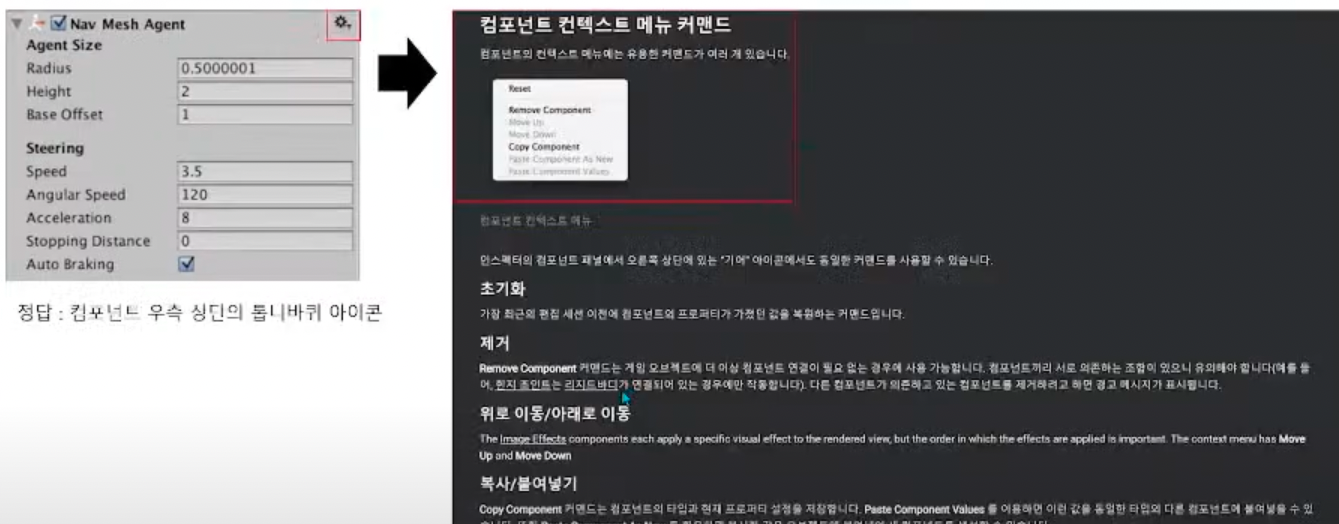 Nav Mesh Agent
Agent Size
Radius 0.5000001
Height 2
Base Offset 1
Steering
Speed 3.5
Angular Speed 120
Acceleration 8
Stopping Distance 0
Auto Braking
정답 : 컴포넌트 우측 상단의 톱니바퀴 아이콘
컴포넌트 컨텍스트 메뉴 커맨드
컴포넌트의 컨텍스트 메뉴에는 유용한 커맨드가 여러 개 있습니다.
Reset
Remove Component
Move Up
Move Down
Copy Component
Paste Component As New
Paste Component Values
컴포넌트 컨텍스트 메뉴
인스펙터의 컴포넌트 패널에서 오른쪽 상단에 있는 "기어" 아이콘에서도 동일한 커맨드를 사용할 수 있습니다.
초기화
가장 최근의 편집 세션 이전에 컴포넌트의 프로퍼티가 가졌던 값을 복원하는 커맨드입니다.
제거
Remove Component 커맨드는 게임 오브젝트에 더 이상 컴포넌트 연결이 필요 없는 경우에 사용 가능합니다. 컴포넌트끼리 서로 의존하는 조합이 있으니 유의해야 합니다(예를 들
어, 힌지 조인트는 리지드바디가 연결되어 있는 경우에만 작동합니다). 다른 컴포넌트가 의존하고 있는 컴포넌트를 제거하려고 하면 경고 메시지가 표시됩니다.
위로 이동/아래로 이동
The Image Effects components each apply a specific visual effect to the rendered view, but the order in which the effects are applied is important. The context menu has Move
Up and Move Down
복사/붙여넣기
Copy Component 커맨드는 컴포넌트의 타입과 현재 프로퍼티 설정을 저장합니다. Paste Component Values 를 이용하면 이런 값을 동일한 타입의 다른 컴포넌트에 붙여넣을 수 있